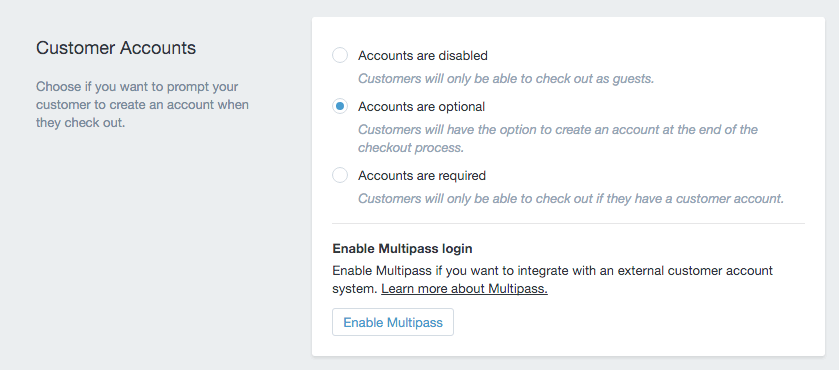 Customer Accounts
Choose if you want to prompt your
customer to create an account when
they check out.
Accounts are disabled
Customers will only be able to check out as guests.
Accounts are optional
Customers will have the option to create an account at the end of the
checkout process.
Accounts are required
Customers will only be able to check out if they have a customer account.
Enable Multipass login
Enable Multipass if you want to integrate with an external customer account
system. Learn more about Multipass.
Enable Multipass